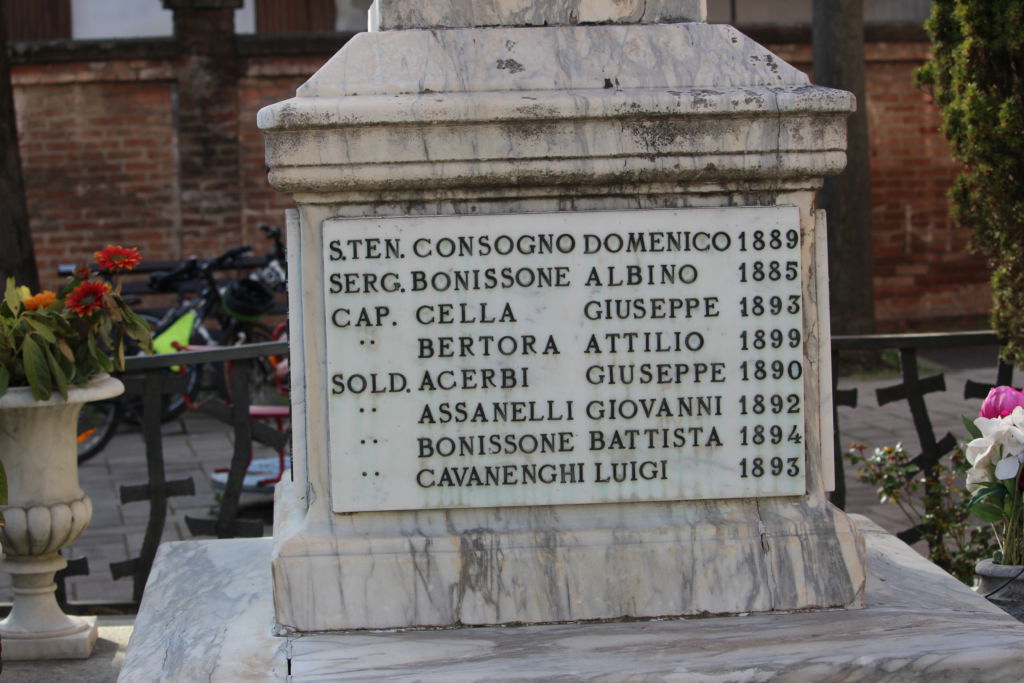 S.TEN. CONSOGNO DOMENICO 1889
SERG. BONISSONE ALBINO 1885
CAP. CELLA GIUSEPPE 1893
" BERTORA ATTILIO 1899
SOLD. ACERBI GIUSEPPE 1890
" ASSANELLI GIOVANNI 1892
" BONISSONE BATTISTA 1894
" CAVANENGHI LUIGI 1893